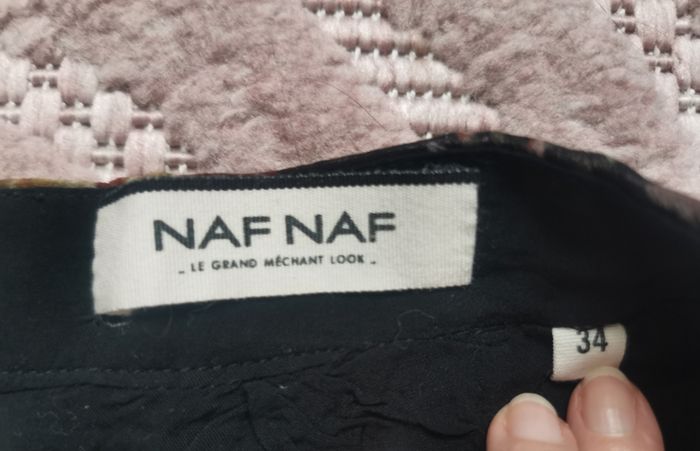 NAF NAF
- LE GRAND MÉCHANT LOOK -
34